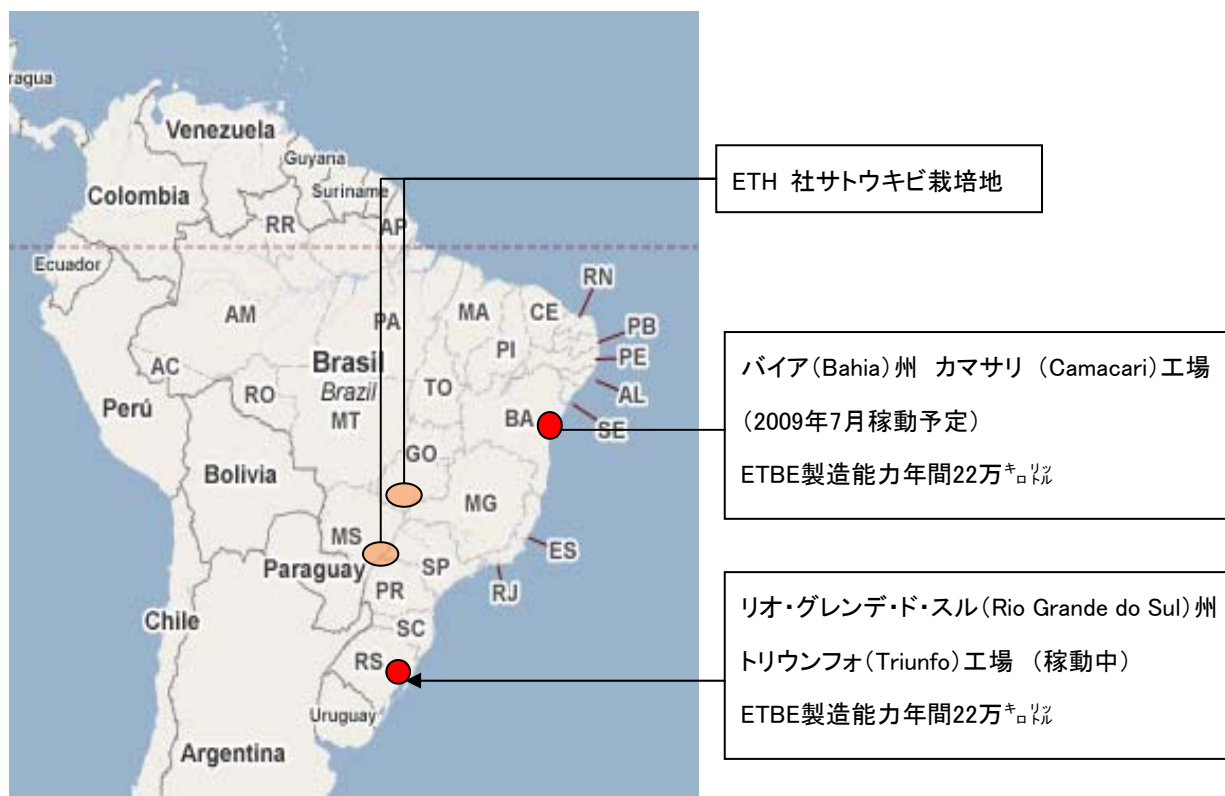 ragua
Venezuela
Guyana
Suriname
Colombia
RR
AP
Ecuador
AM
PA
MA
CE
RN
PB
PI
PE
AL
AC
Brasil
Brazil
RO
TO
SE
Perú
MT
BA
Bolivia
GO
MG
MS
ES
Paraguay
SP
PR
RJ
Chile
SC
RS
Uruguay
Argentina
ETH 社サトウキビ栽培地
バイア(Bahia)州 カマサリ (Camacari)工場
(2009年7月稼動予定)
ETBE製造能力年間22万㌔㍑
リオ・グレンデ・ド・スル(Rio Grande do Sul)州
トリウンフォ(Triunfo)工場 (稼動中)
ETBE製造能力年間22万㌔㍑